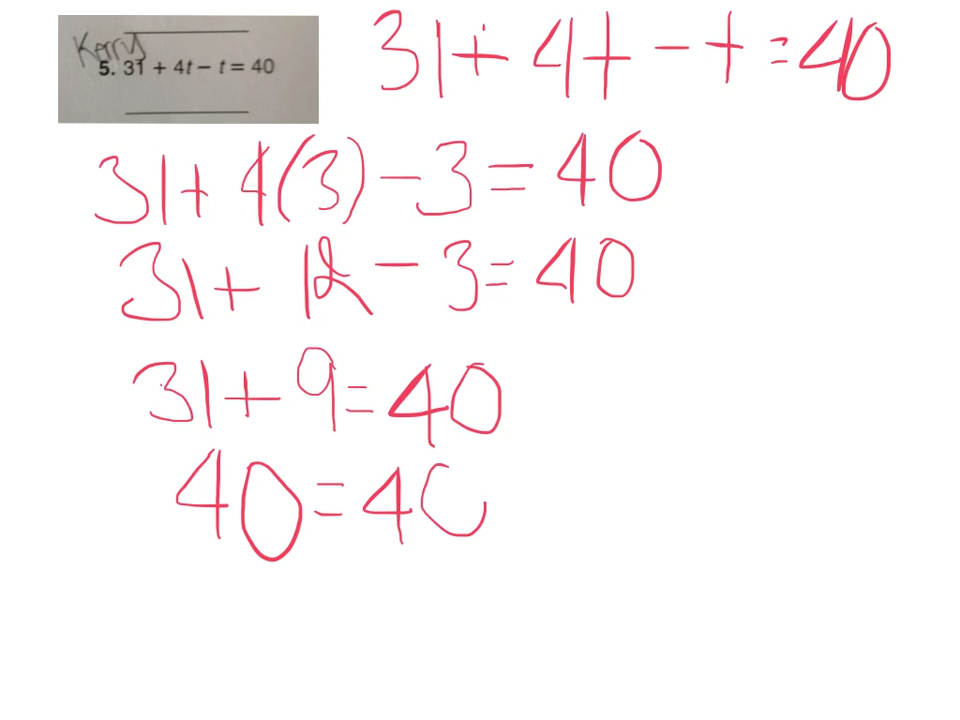 Kerry
5. 31 + 4t – t = 40
31 + 4t - t = 40
31 + 4(3) - 3 = 40
31 + 12 - 3 = 40
31 + 9 = 40
40 = 40